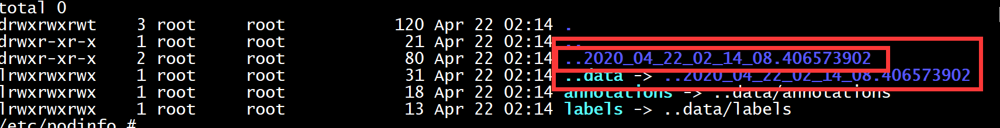 total 0
drwxrwxrwt 3 root root 120 Apr 22 02:14 .
drwxr-xr-x 1 root root 21 Apr 22 02:14 ..
drwxr-xr-x 2 root root 80 Apr 22 02:14 ..2020_04_22_02_14_08.406573902
lrwxrwxrwx 1 root root 31 Apr 22 02:14 ..data -> ..2020_04_22_02_14_08.406573902
lrwxrwxrwx 1 root root 18 Apr 22 02:14 annotations -> ..data/annotations
lrwxrwxrwx 1 root root 13 Apr 22 02:14 labels -> ..data/labels
/etc/podinfo #